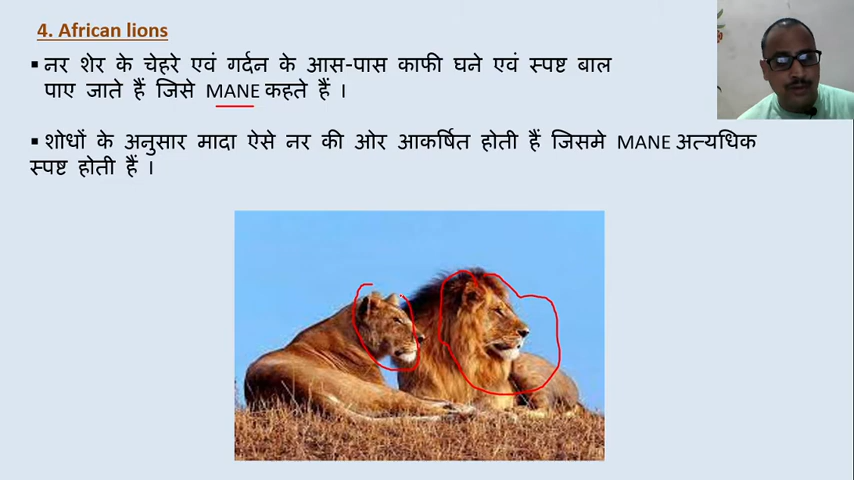 4. African lions
▪ नर शेर के चेहरे एवं गर्दन के आस-पास काफी घने एवं स्पष्ट बाल
पाए जाते हैं जिसे MANE कहते हैं ।
▪ शोधों के अनुसार मादा ऐसे नर की ओर आकर्षित होती हैं जिसमे MANE अत्यधिक
स्पष्ट होती हैं ।